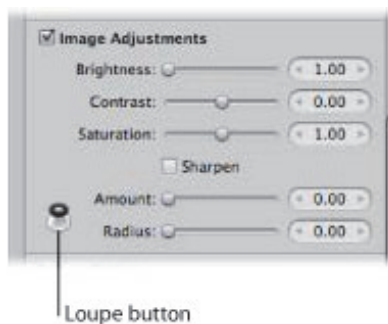 Image Adjustments
Brightness: 1.00
Contrast: 0.00
Saturation: 1.00
Sharpen
Amount: 0.00
Radius: 0.00
Loupe button